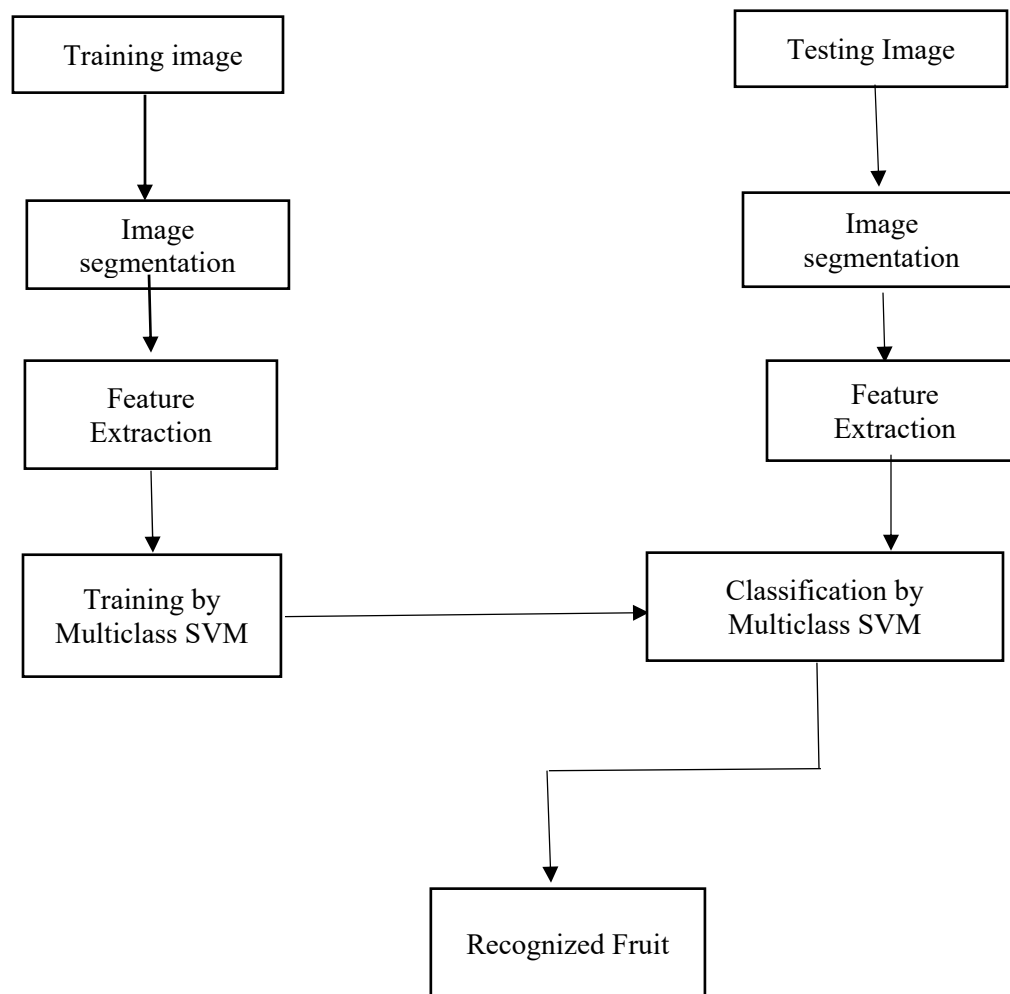 Training image
Testing Image
Image
segmentation
Image
segmentation
Feature
Extraction
Feature
Extraction
Training by
Multiclass SVM
Classification by
Multiclass SVM
Recognized Fruit